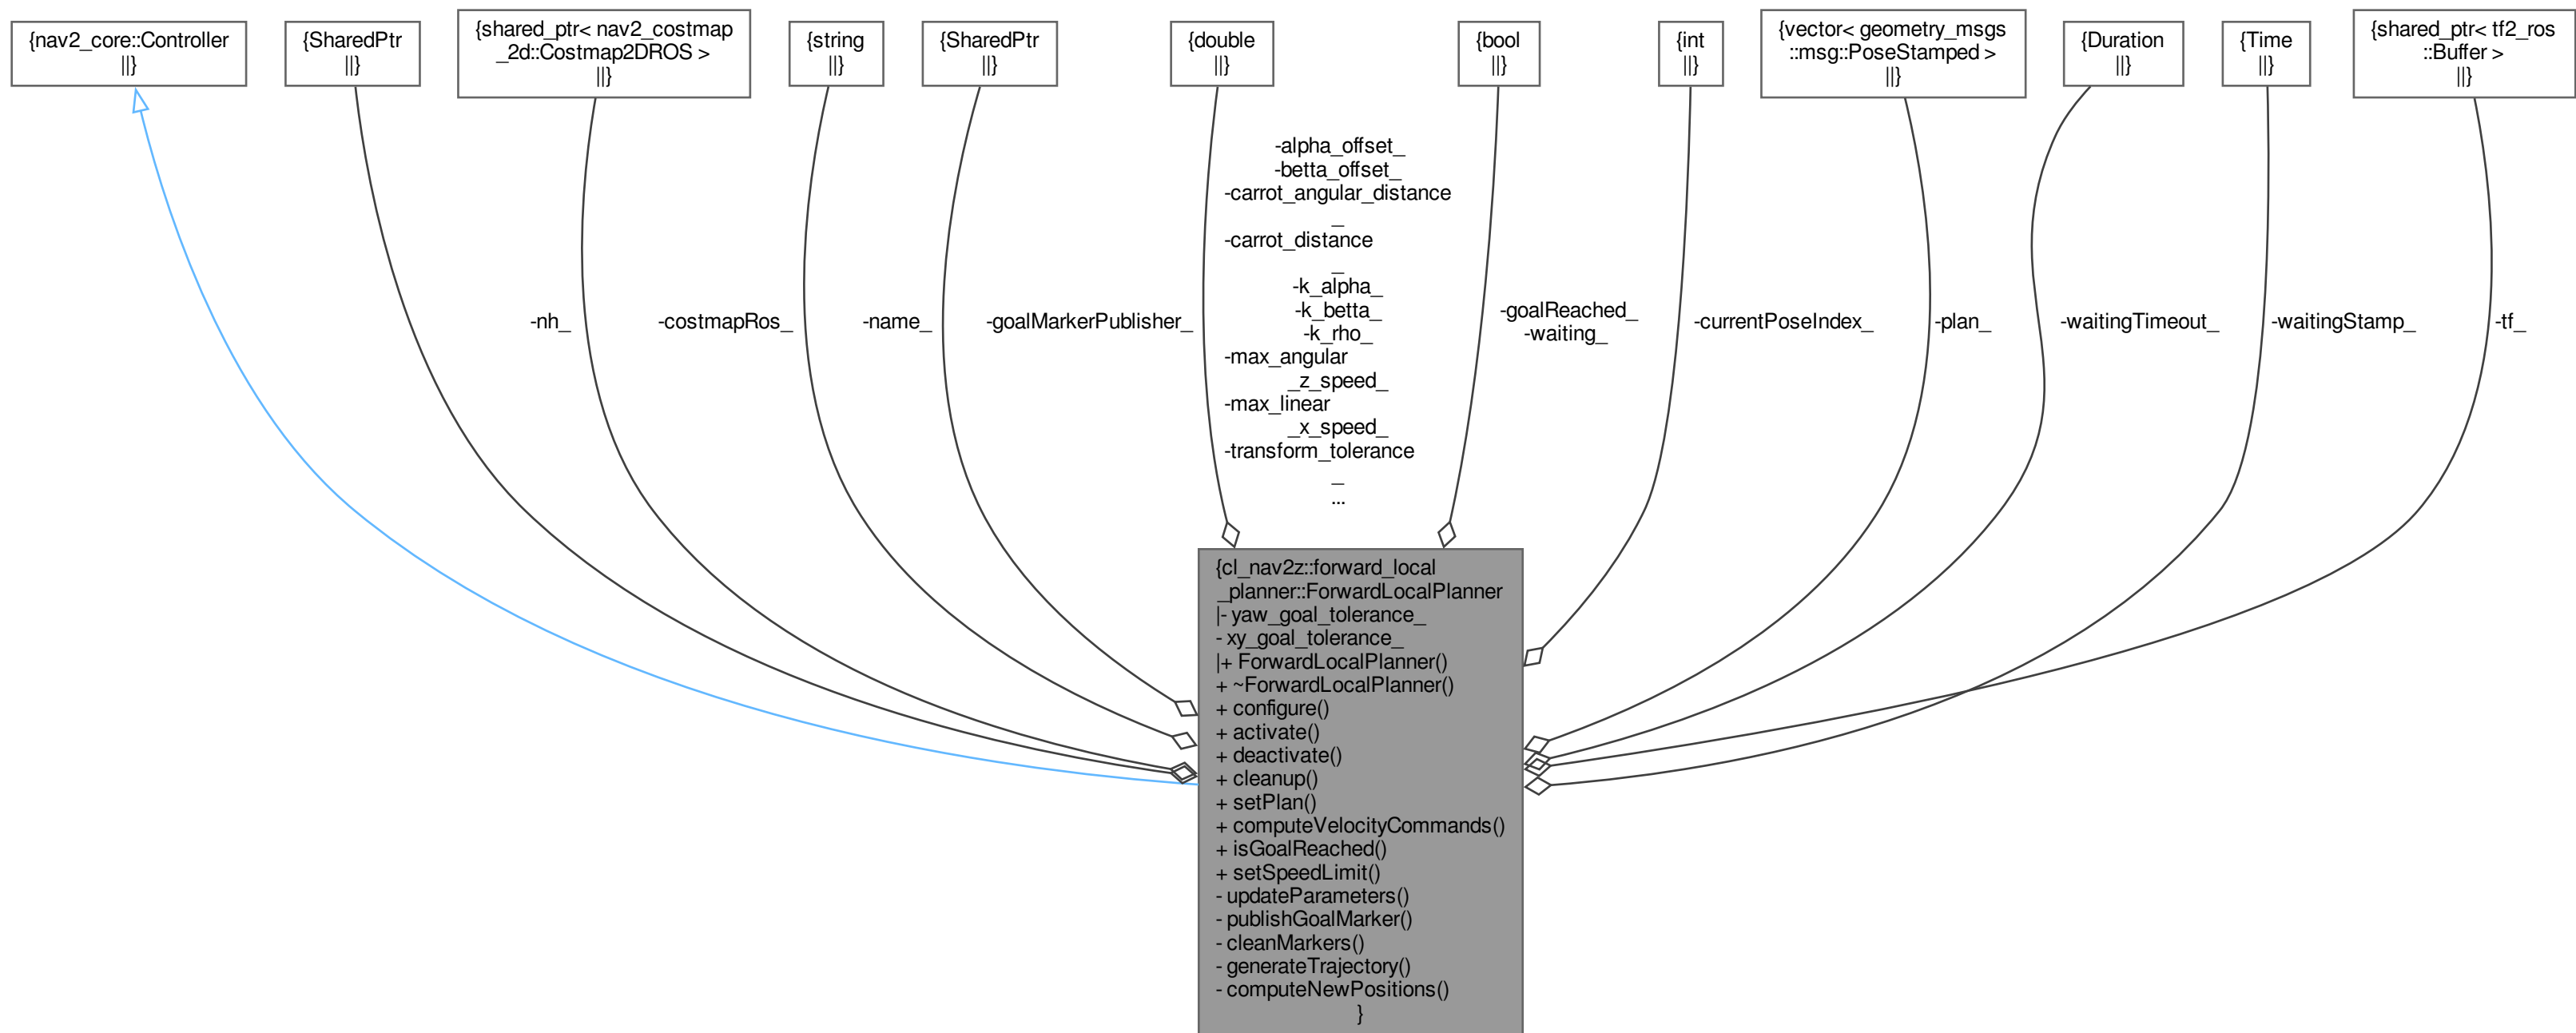 {nav2_core::Controller
||}
{SharedPtr
||}
{shared_ptr< nav2_costmap
_2d::Costmap2DROS >
||}
{string
||}
{SharedPtr
||}
{double
||}
{bool
||}
{int
||}
{vector< geometry_msgs
::msg::PoseStamped >
||}
{Duration
||}
{Time
||}
{shared_ptr< tf2_ros
::Buffer >
||}
-nh_
-costmapRos_
-name_
-goalMarkerPublisher_
-alpha_offset_
-betta_offset_
-carrot_angular_distance
_
-carrot_distance
_
-k_alpha_
-k_betta_
-k_rho_
-max_angular
_z_speed_
-max_linear
_x_speed_
-transform_tolerance
_
...
-goalReached_
-waiting_
-currentPoseIndex_
-plan_
-waitingTimeout_
-waitingStamp_
-tf_
{cl_nav2z::forward_local
_planner::ForwardLocalPlanner
|- yaw_goal_tolerance_
- xy_goal_tolerance_
|+ ForwardLocalPlanner()
+ ~ForwardLocalPlanner()
+ configure()
+ activate()
+ deactivate()
+ cleanup()
+ setPlan()
+ computeVelocityCommands()
+ isGoalReached()
+ setSpeedLimit()
- updateParameters()
- publishGoalMarker()
- cleanMarkers()
- generateTrajectory()
- computeNewPositions()
}